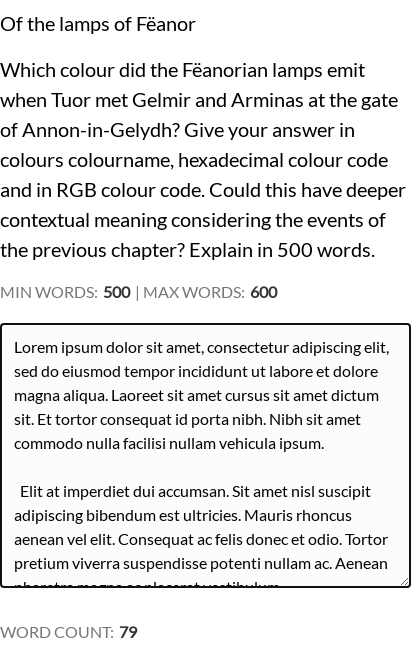 Of the lamps of Fëanor
Which colour did the Fëanorian lamps emit
when Tuor met Gelmir and Arminas at the gate
of Annon-in-Gelydh? Give your answer in
colours colourname, hexadecimal colour code
and in RGB colour code. Could this have deeper
contextual meaning considering the events of
the previous chapter? Explain in 500 words.
MIN WORDS: 500 | MAX WORDS: 600
Lorem ipsum dolor sit amet, consectetur adipiscing elit,
sed do eiusmod tempor incididunt ut labore et dolore
magna aliqua. Laoreet sit amet cursus sit amet dictum
sit. Et tortor consequat id porta nibh. Nibh sit amet
commodo nulla facilisi nullam vehicula ipsum.
Elit at imperdiet dui accumsan. Sit amet nisl suscipit
adipiscing bibendum est ultricies. Mauris rhoncus
aenean vel elit. Consequat ac felis donec et odio. Tortor
pretium viverra suspendisse potenti nullam ac. Aenean
WORD COUNT: 79